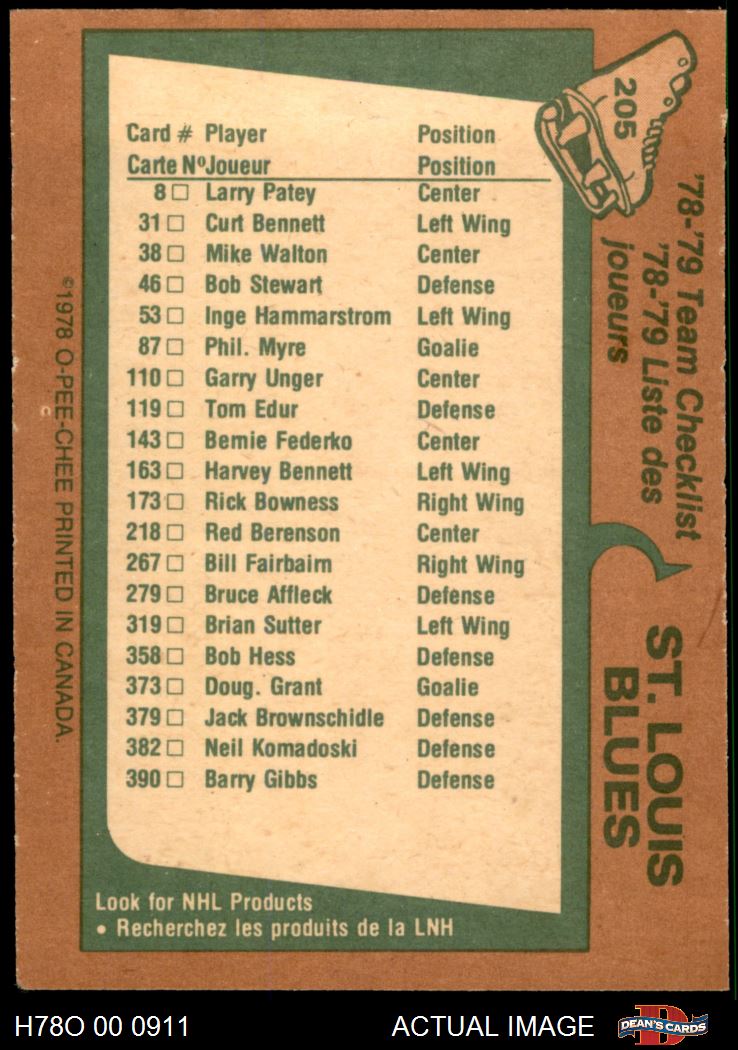 205
'78-'79 Team Checklist
'78-'79 Liste des
joueurs
ST. LOUIS
BLUES
Card # Player Position
Carte Nº Joueur Position
8 □ Larry Patey Center
31 □ Curt Bennett Left Wing
38 □ Mike Walton Center
46 □ Bob Stewart Defense
53 □ Inge Hammarstrom Left Wing
87 □ Phil. Myre Goalie
110 □ Garry Unger Center
119 □ Tom Edur Defense
143 □ Bernie Federko Center
163 □ Harvey Bennett Left Wing
173 □ Rick Bowness Right Wing
218 □ Red Berenson Center
267 □ Bill Fairbairn Right Wing
279 □ Bruce Affleck Defense
319 □ Brian Sutter Left Wing
358 □ Bob Hess Defense
373 □ Doug. Grant Goalie
379 □ Jack Brownschidle Defense
382 □ Neil Komadoski Defense
390 □ Barry Gibbs Defense
Look for NHL Products
• Recherchez les produits de la LNH
©1978 O-PEE-CHEE PRINTED IN CANADA.
H78O 00 0911 ACTUAL IMAGE
D
DEAN'S CARDS